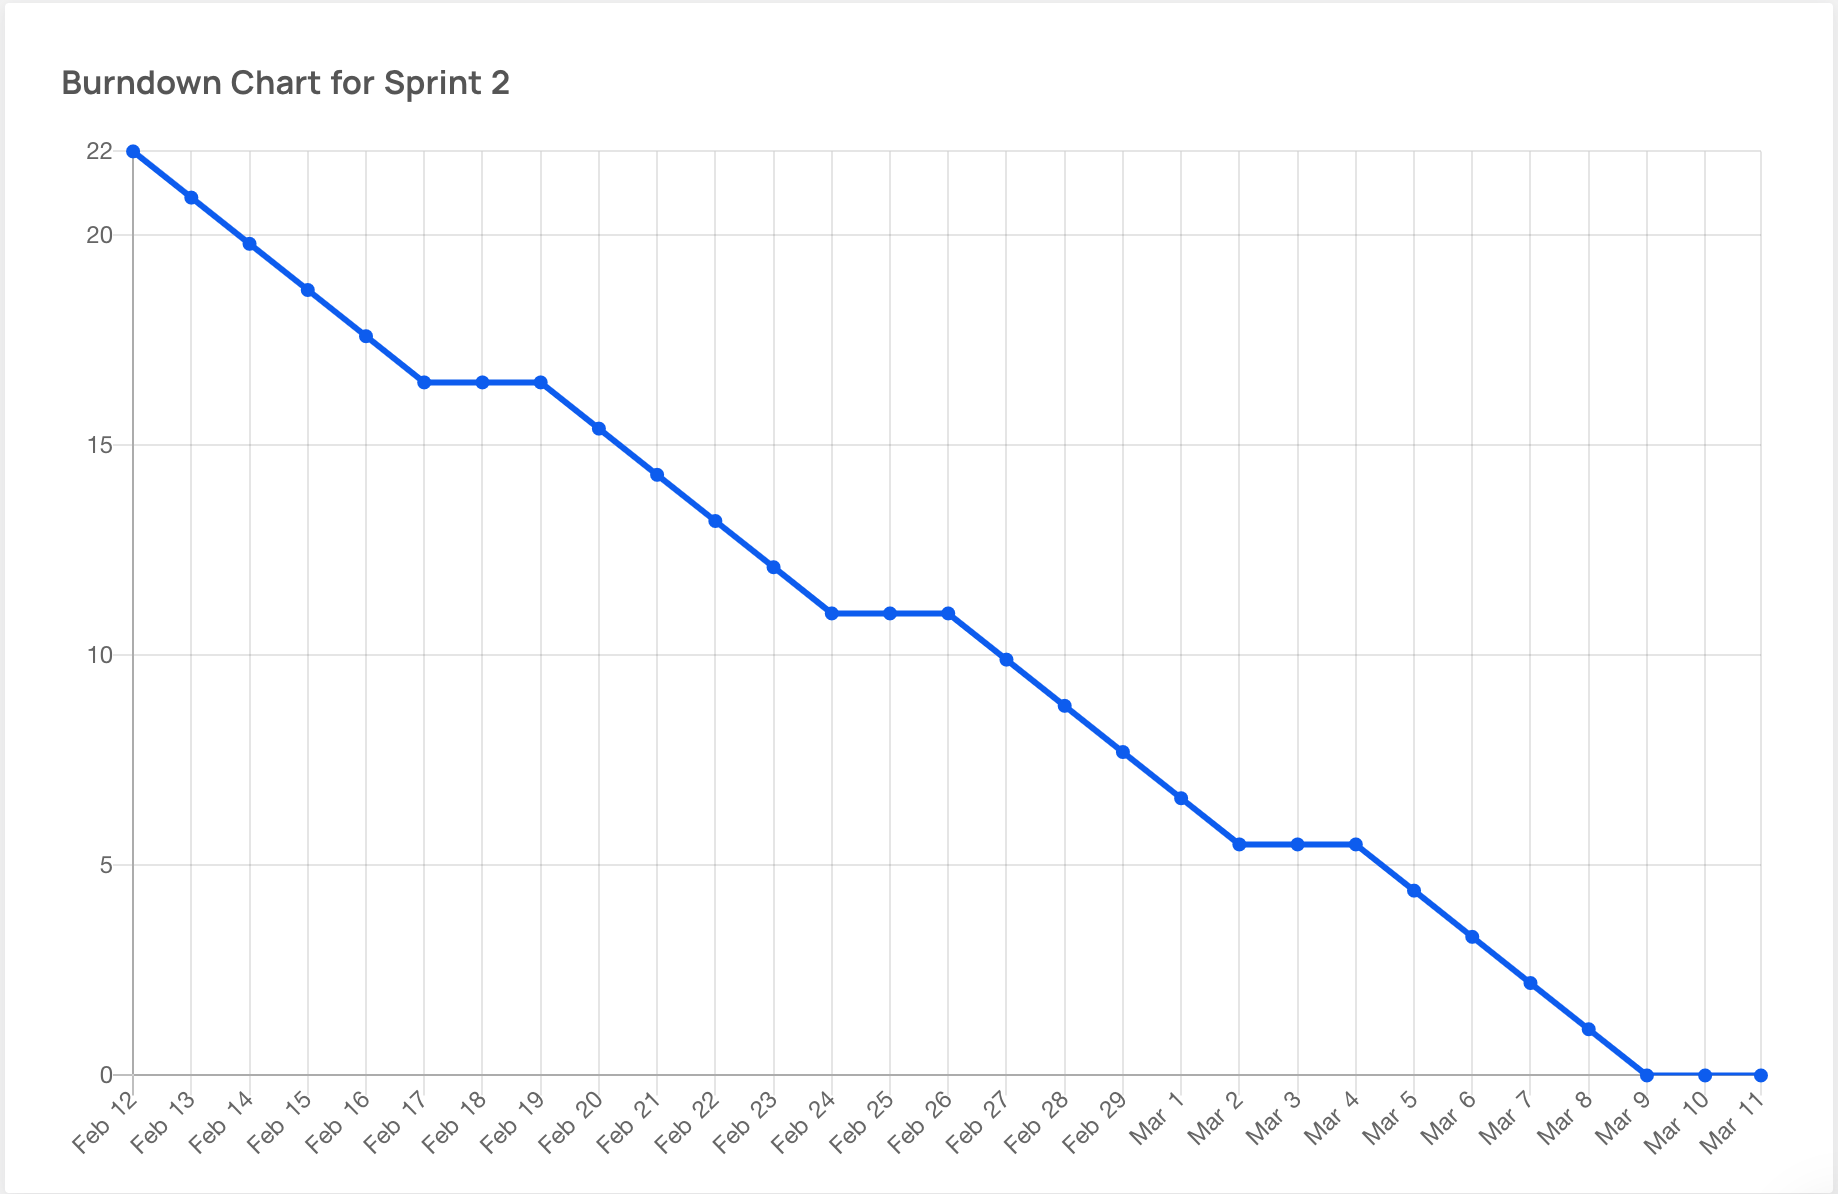 Burndown Chart for Sprint 2
22
20
15
10
5
0
Feb 12
Feb 13
Feb 14
Feb 15
Feb 16
Feb 17
Feb 18
Feb 19
Feb 20
Feb 21
Feb 22
Feb 23
Feb 24
Feb 25
Feb 26
Feb 27
Feb 28
Feb 29
Mar 1
Mar 2
Mar 3
Mar 4
Mar 5
Mar 6
Mar 7
Mar 8
Mar 9
Mar 10
Mar 11